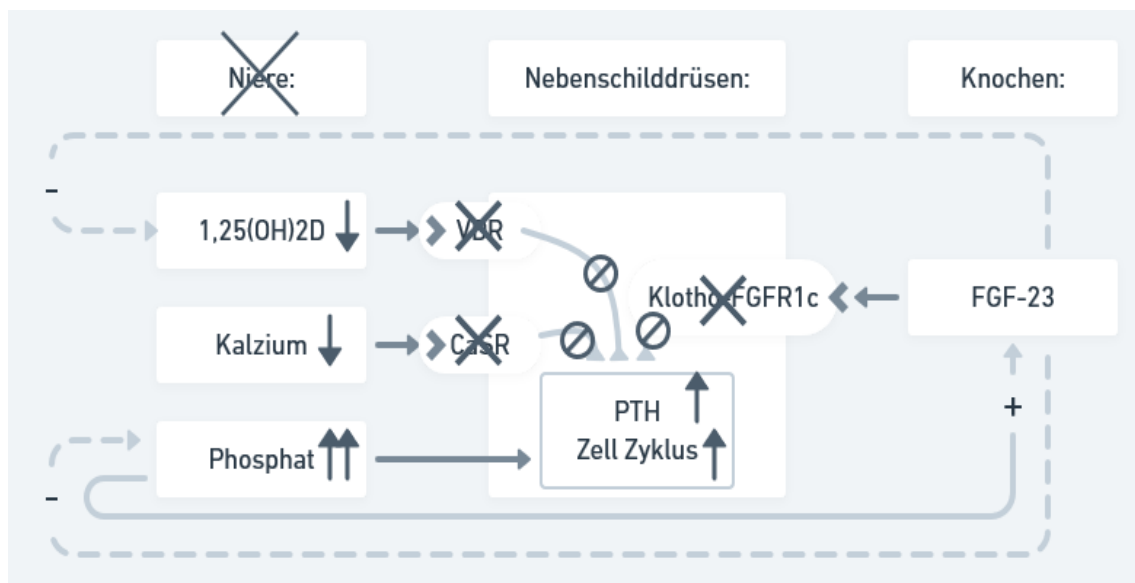 Niere:
Nebenschilddrüsen:
Knochen:
-
1,25(OH)2D
VDR
Klotho-FGFR1c
FGF-23
Kalzium
CaSR
+
PTH
Zell Zyklus
Phosphat
-